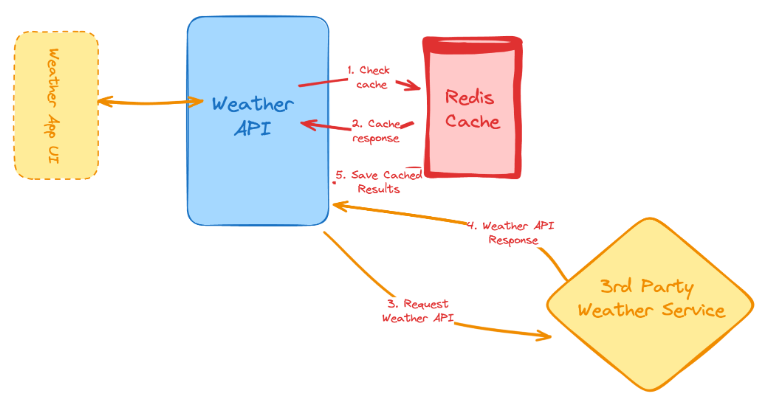 Weather App UI
Weather
API
1. Check
cache
2. Cache
response
Redis
Cache
5. Save Cached
Results
4. Weather API
Response
3. Request
Weather API
3rd Party
Weather Service